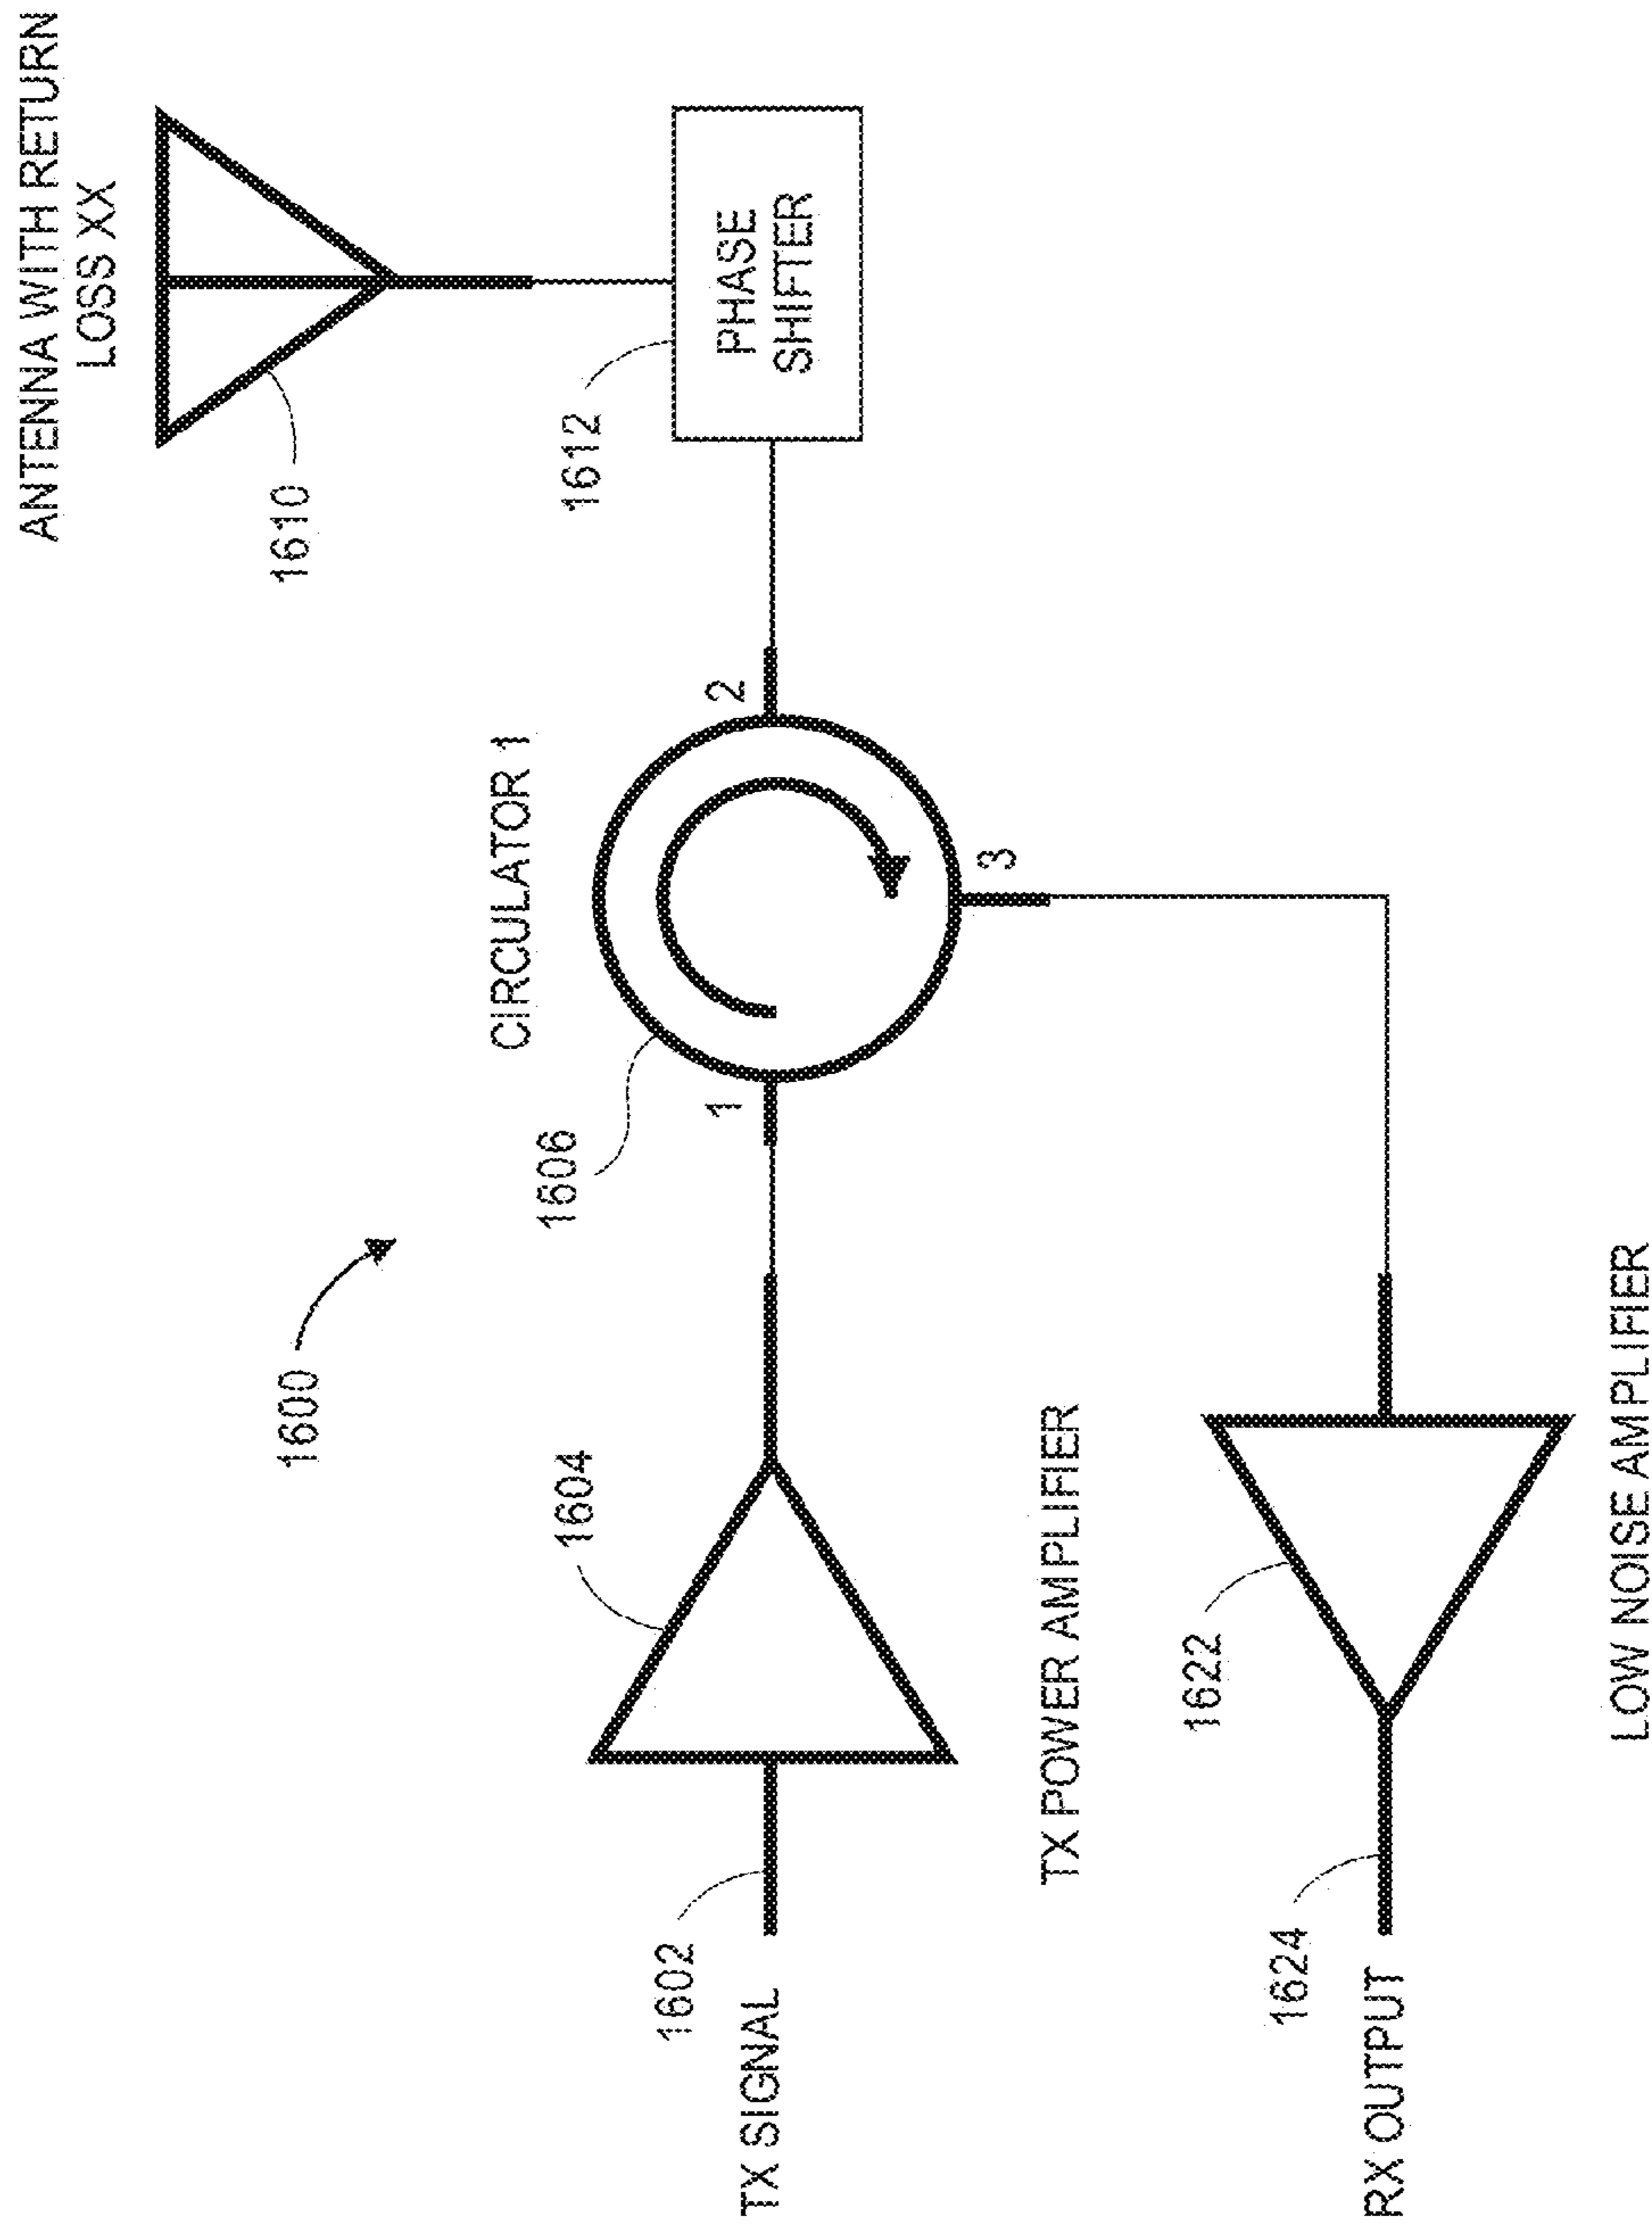 ANTENNA WITH RETURN
LOSS XX
1610
1612
PHASE
SHIFTER
CIRCULATOR 1
2
1
3
1606
1600
1604
TX POWER AMPLIFIER
1602
TX SIGNAL
1622
LOW NOISE AMPLIFIER
1624
RX OUTPUT